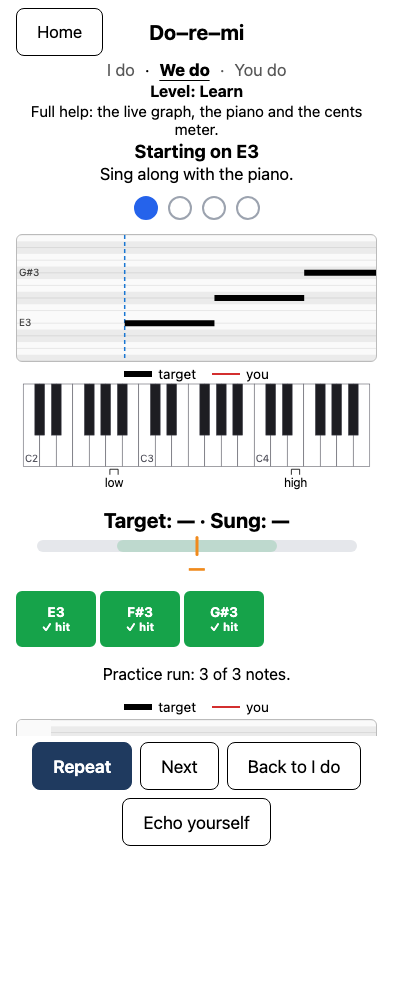 Home
Do–re–mi
I do · We do · You do
Level: Learn
Full help: the live graph, the piano and the cents
meter.
Starting on E3
Sing along with the piano.
G#3
E3
target you
C2 C3 C4
low high
Target: — · Sung: —
—
E3 F#3 G#3
✓ hit ✓ hit ✓ hit
Practice run: 3 of 3 notes.
target you
Repeat Next Back to I do
Echo yourself